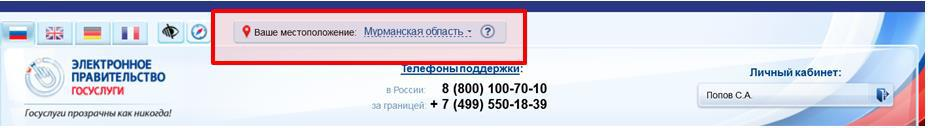 Ваше местоположение: Мурманская область ?
ЭЛЕКТРОННОЕ
ПРАВИТЕЛЬСТВО
ГОСУСЛУГИ
Госуслуги прозрачны как никогда!
Телефоны поддержки:
в России: 8 (800) 100-70-10
за границей: + 7 (499) 550-18-39
Личный кабинет:
Попов С.А.